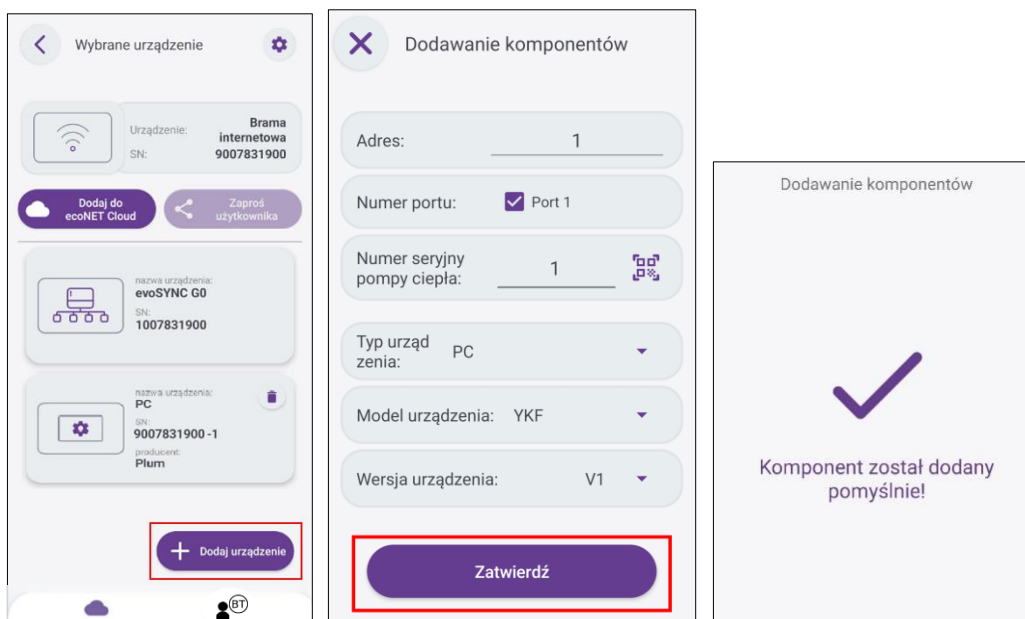 Wybrane urządzenie
Urządzenie:
Brama
internetowa
SN:
9007831900
Dodaj do
ecoNET Cloud
Zaproś
użytkownika
nazwa urządzenia:
evoSYNC G0
SN:
1007831900
nazwa urządzenia:
PC
SN:
9007831900-1
producent:
Plum
Dodaj urządzenie
BT
Dodawanie komponentów
Adres: 1
Numer portu: Port 1
Numer seryjny
pompy ciepła: 1
Typ urząd
zenia: PC
Model urządzenia: YKF
Wersja urządzenia: V1
Zatwierdź
Dodawanie komponentów
Komponent został dodany
pomyślnie!